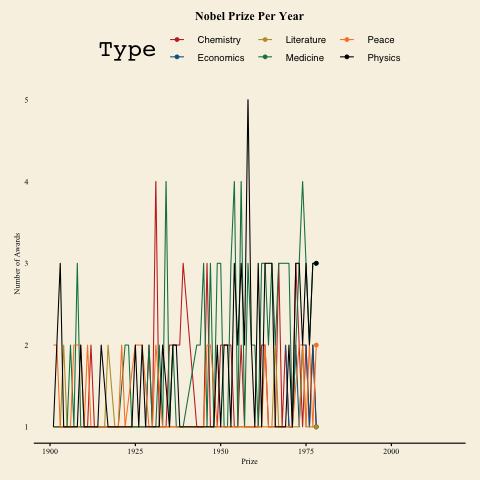 Nobel Prize Per Year
Type
Chemistry
Literature
Peace
Economics
Medicine
Physics
5
4
3
2
1
Number of Awards
1900
1925
1950
1975
2000
Prize